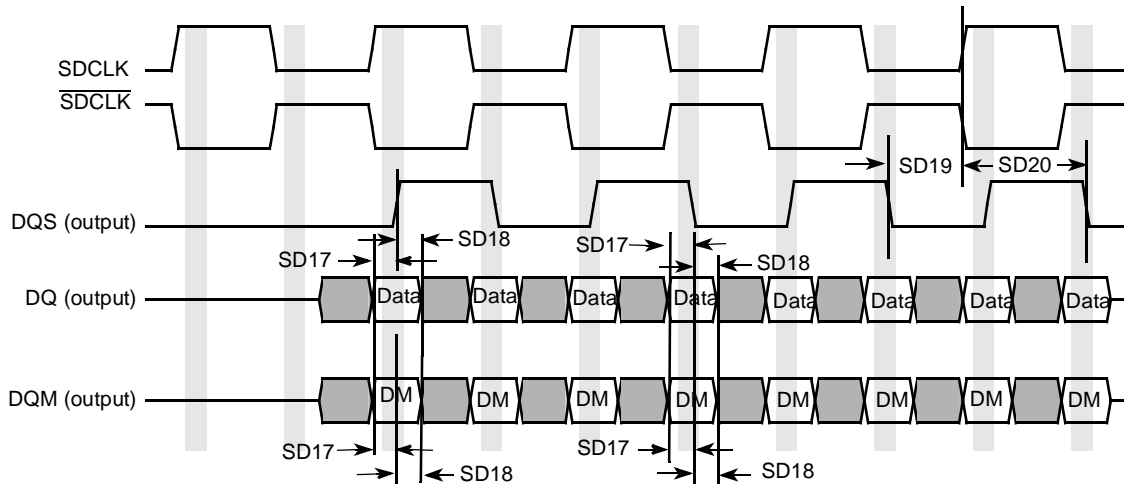 SDCLK
SDCLK
SD19 SD20
DQS (output)
SD18 SD17
SD17 SD18
DQ (output) Data Data Data Data Data Data Data Data
DQM (output) DM DM DM DM DM DM DM DM
SD17 SD17
SD18 SD18